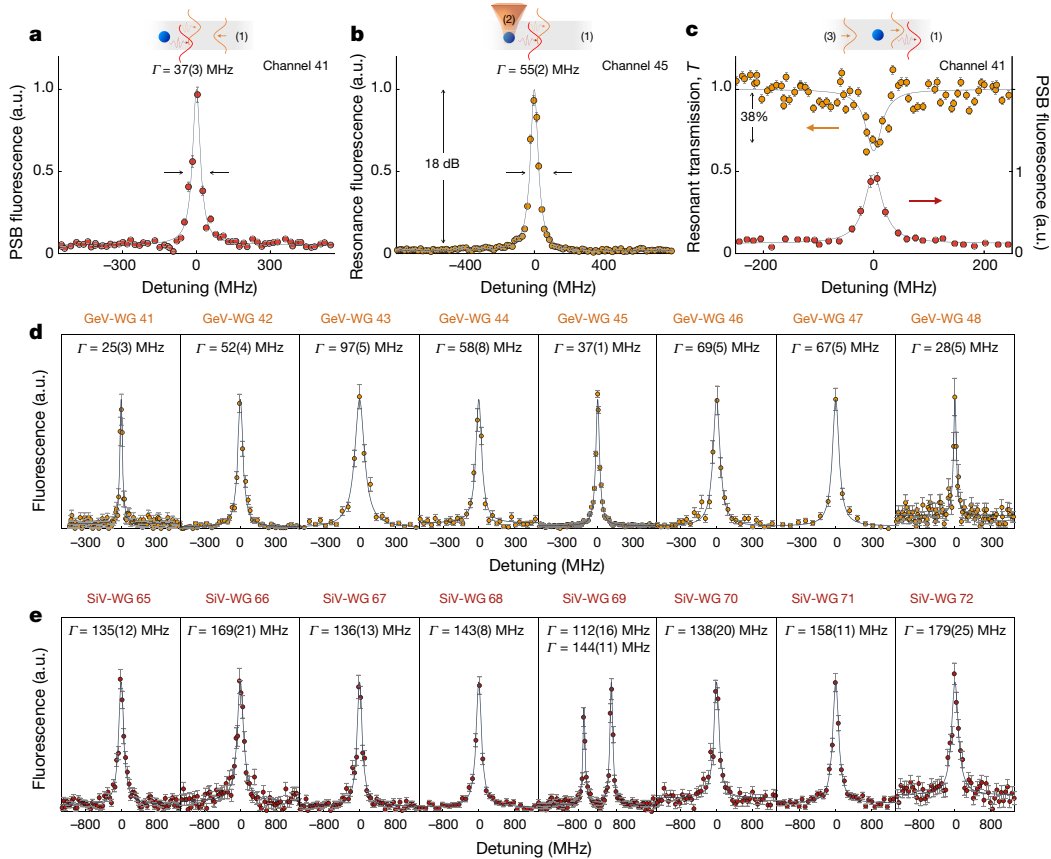 a
(1)
Γ = 37(3) MHz
Channel 41
PSB fluorescence (a.u.)
1.0
0.5
0
−300
0
300
Detuning (MHz)
b
(2)
(1)
Γ = 55(2) MHz
Channel 45
Resonance fluorescence (a.u.)
1.0
0.5
0
18 dB
−400
0
400
Detuning (MHz)
c
(3)
(1)
Channel 41
Resonant transmission, T
1.0
0.5
0
38%
1
0
PSB fluorescence (a.u.)
−200
0
200
Detuning (MHz)
d
GeV-WG 41
GeV-WG 42
GeV-WG 43
GeV-WG 44
GeV-WG 45
GeV-WG 46
GeV-WG 47
GeV-WG 48
Γ = 25(3) MHz
Γ = 52(4) MHz
Γ = 97(5) MHz
Γ = 58(8) MHz
Γ = 37(1) MHz
Γ = 69(5) MHz
Γ = 67(5) MHz
Γ = 28(5) MHz
Fluorescence (a.u.)
−300 0 300
−300 0 300
−300 0 300
−300 0 300
−300 0 300
−300 0 300
−300 0 300
−300 0 300
Detuning (MHz)
e
SiV-WG 65
SiV-WG 66
SiV-WG 67
SiV-WG 68
SiV-WG 69
SiV-WG 70
SiV-WG 71
SiV-WG 72
Γ = 135(12) MHz
Γ = 169(21) MHz
Γ = 136(13) MHz
Γ = 143(8) MHz
Γ = 112(16) MHz
Γ = 144(11) MHz
Γ = 138(20) MHz
Γ = 158(11) MHz
Γ = 179(25) MHz
Fluorescence (a.u.)
−800 0 800
−800 0 800
−800 0 800
−800 0 800
−800 0 800
−800 0 800
−800 0 800
−800 0 800
Detuning (MHz)